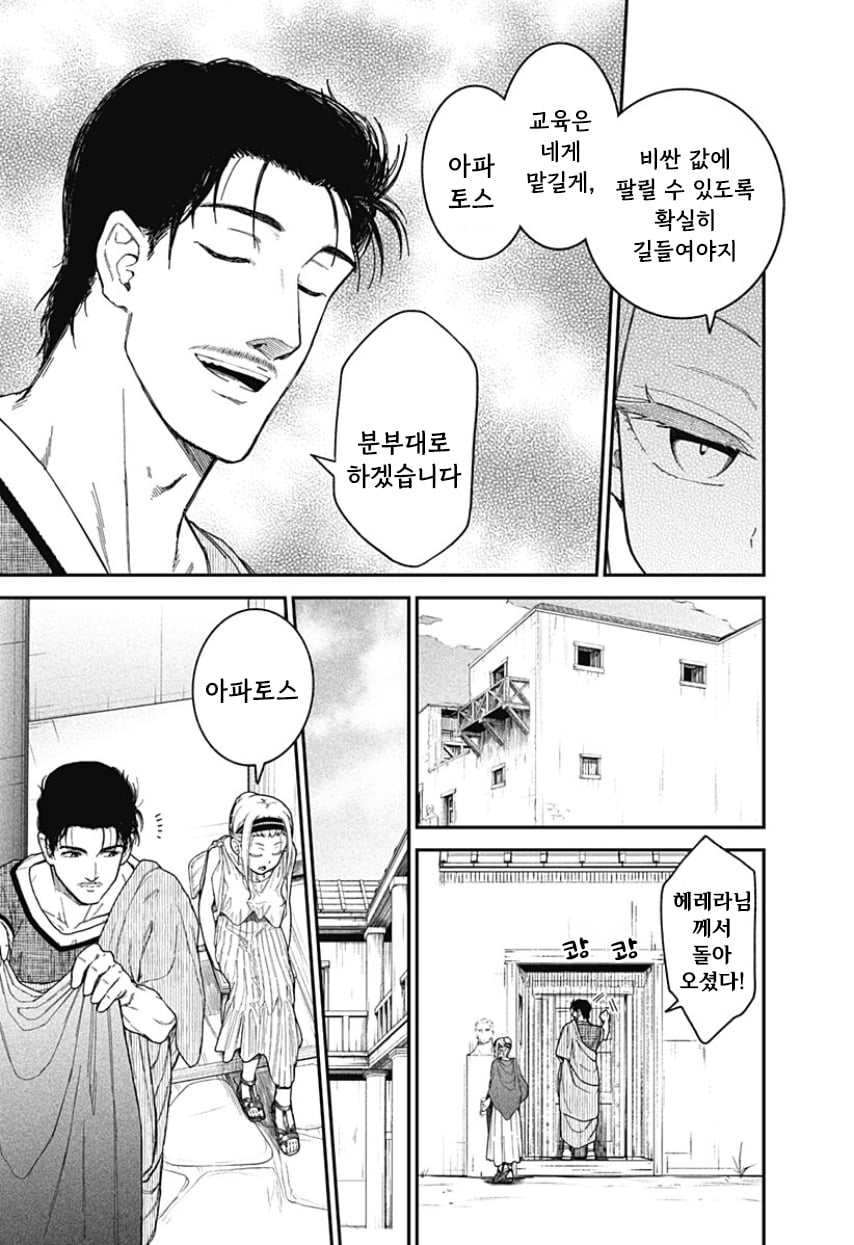 비싼 값에
팔릴 수 있도록
확실히
길들여야지
교육은
네게
맡길게,
아파
토스
분부대로
하겠습니다
헤레라님
께서
돌아
오셨다!
쾅 쾅
아파토스